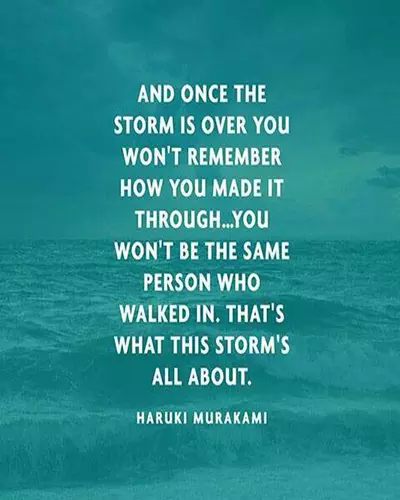 AND ONCE THE
STORM IS OVER YOU
WON'T REMEMBER
HOW YOU MADE IT
THROUGH...YOU
WON'T BE THE SAME
PERSON WHO
WALKED IN. THAT'S
WHAT THIS STORM'S
ALL ABOUT.
HARUKI MURAKAMI